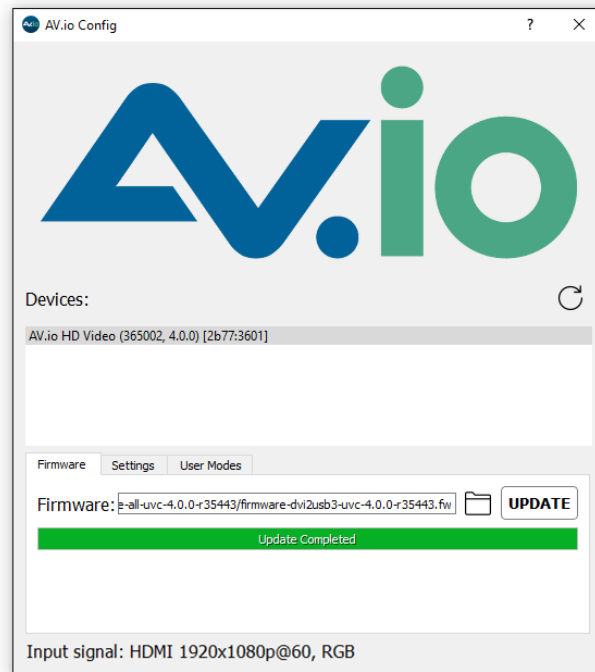 AV.io Config
?
AV.io
Devices:
AV.io HD Video (365002, 4.0.0) [2b77:3601]
Firmware Settings User Modes
Firmware: e-all-uvc-4.0.0-r35443/firmware-dvi2usb3-uvc-4.0.0-r35443.fw UPDATE
Update Completed
Input signal: HDMI 1920x1080p@60, RGB